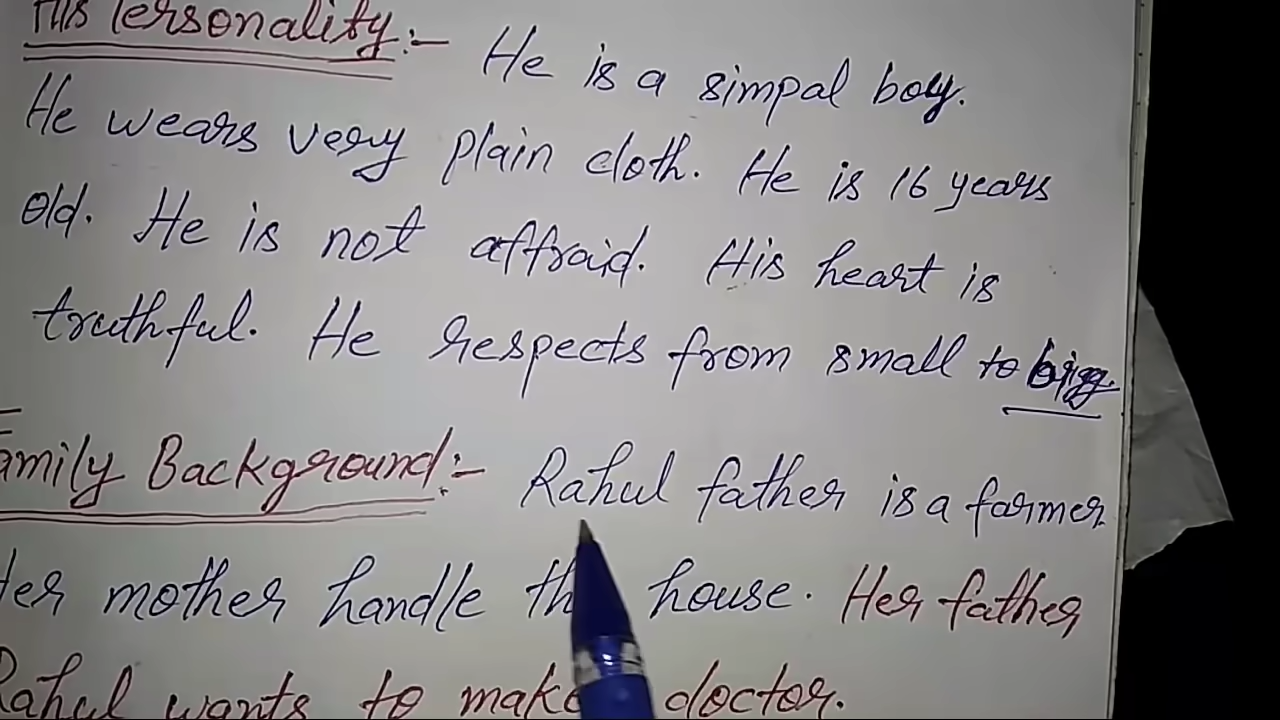 His Personality :- He is a simpal boy.
He wears very plain cloth. He is 16 years
old. He is not affraid. His heart is
truthful. He respects from small to bigg.
Family Background :- Rahul father is a farmer.
Her mother handle the house. Her father
Rahul wants to make doctor.